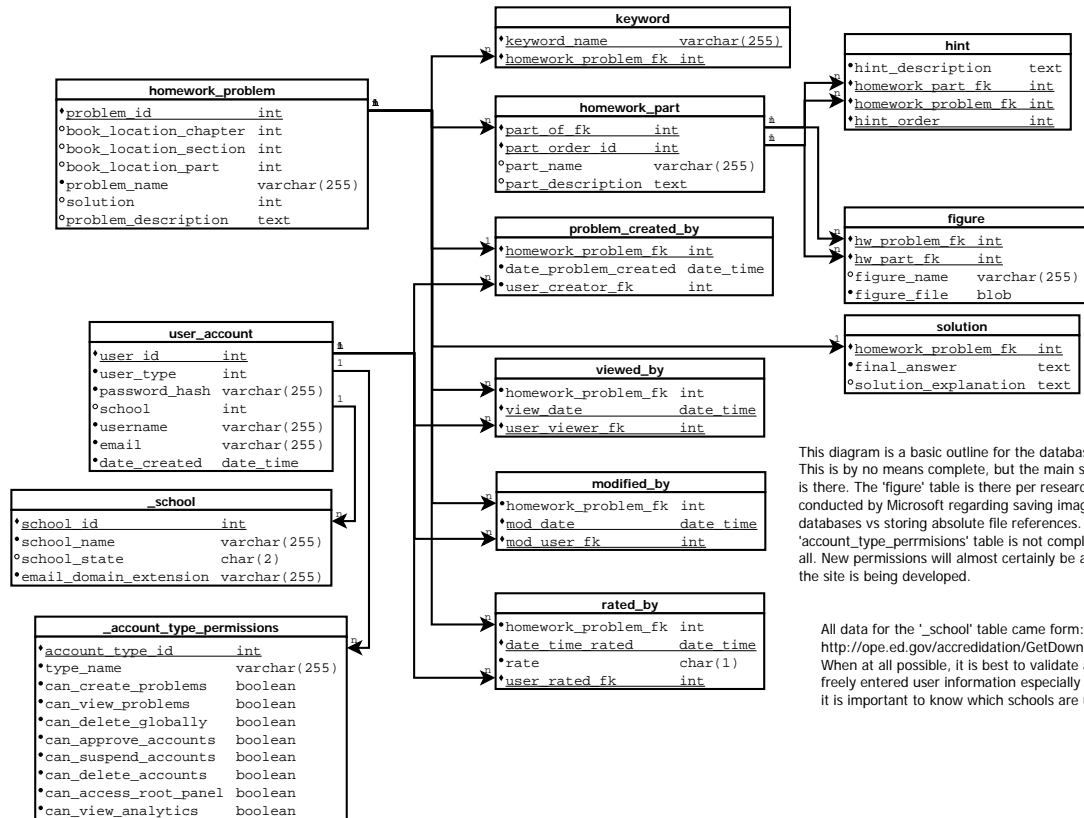 keyword
keyword_name varchar(255)
homework_problem_fk int
hint
hint_description text
homework_part_fk int
homework_problem_fk int
hint_order int
homework_problem
problem_id int
book_location_chapter int
book_location_section int
book_location_part int
problem_name varchar(255)
solution int
problem_description text
homework_part
part_of_fk int
part_order_id int
part_name varchar(255)
part_description text
problem_created_by
homework_problem_fk int
date_problem_created date_time
user_creator_fk int
figure
hw_problem_fk int
hw_part_fk int
figure_name varchar(255)
figure_file blob
solution
homework_problem_fk int
final_answer text
solution_explanation text
user_account
user_id int
user_type int
password_hash varchar(255)
school int
username varchar(255)
email varchar(255)
date_created date_time
viewed_by
homework_problem_fk int
view_date date_time
user_viewer_fk int
_school
school_id int
school_name varchar(255)
school_state char(2)
email_domain_extension varchar(255)
modified_by
homework_problem_fk int
mod_date date_time
mod_user_fk int
_account_type_permissions
account_type_id int
type_name varchar(255)
can_create_problems boolean
can_view_problems boolean
can_delete_globally boolean
can_approve_accounts boolean
can_suspend_accounts boolean
can_delete_accounts boolean
can_access_root_panel boolean
can_view_analytics boolean
rated_by
homework_problem_fk int
date_time_rated date_time
rate char(1)
user_rated_fk int
This diagram is a basic outline for the databas
This is by no means complete, but the main s
is there. The 'figure' table is there per researc
conducted by Microsoft regarding saving imag
databases vs storing absolute file references.
'account_type_perrmisions' table is not compl
all. New permissions will almost certainly be a
the site is being developed.
All data for the '_school' table came form:
http://ope.ed.gov/accredidation/GetDown
When at all possible, it is best to validate a
freely entered user information especially
it is important to know which schools are u